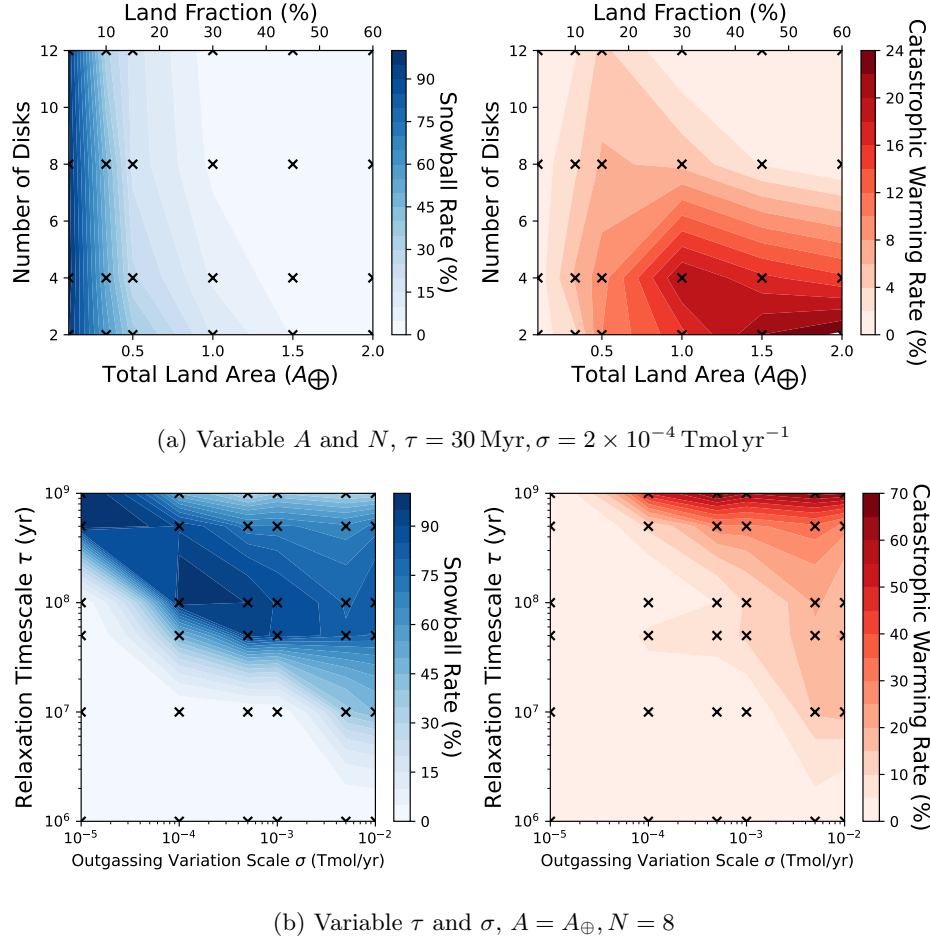 Land Fraction (%)
10 20 30 40 50 60
12
10
8
6
4
2
Number of Disks
0.5 1.0 1.5 2.0
Total Land Area (A⊕)
90
75
60
45
30
15
0
Snowball Rate (%)
Land Fraction (%)
10 20 30 40 50 60
12
10
8
6
4
2
Number of Disks
0.5 1.0 1.5 2.0
Total Land Area (A⊕)
24
20
16
12
8
4
0
Catastrophic Warming Rate (%)
(a) Variable A and N, τ = 30 Myr, σ = 2 × 10⁻⁴ Tmol yr⁻¹
10⁹
10⁸
10⁷
10⁶
Relaxation Timescale τ (yr)
10⁻⁵ 10⁻⁴ 10⁻³ 10⁻²
Outgassing Variation Scale σ (Tmol/yr)
90
75
60
45
30
15
0
Snowball Rate (%)
10⁹
10⁸
10⁷
10⁶
Relaxation Timescale τ (yr)
10⁻⁵ 10⁻⁴ 10⁻³ 10⁻²
Outgassing Variation Scale σ (Tmol/yr)
70
60
50
40
30
20
10
0
Catastrophic Warming Rate (%)
(b) Variable τ and σ, A = A⊕, N = 8